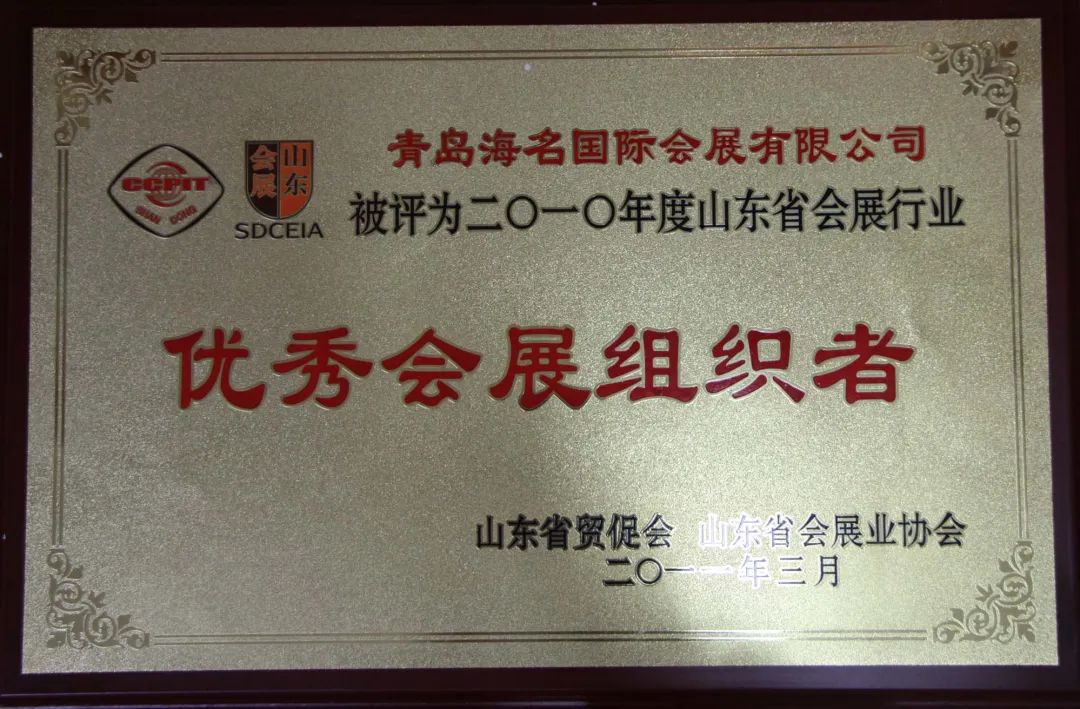 CCPIT
SHAN DONG
山东
会展
SDCEIA
青岛海名国际会展有限公司
被评为二〇一〇年度山东省会展行业
优秀会展组织者
山东省贸促会 山东省会展业协会
二〇一一年三月